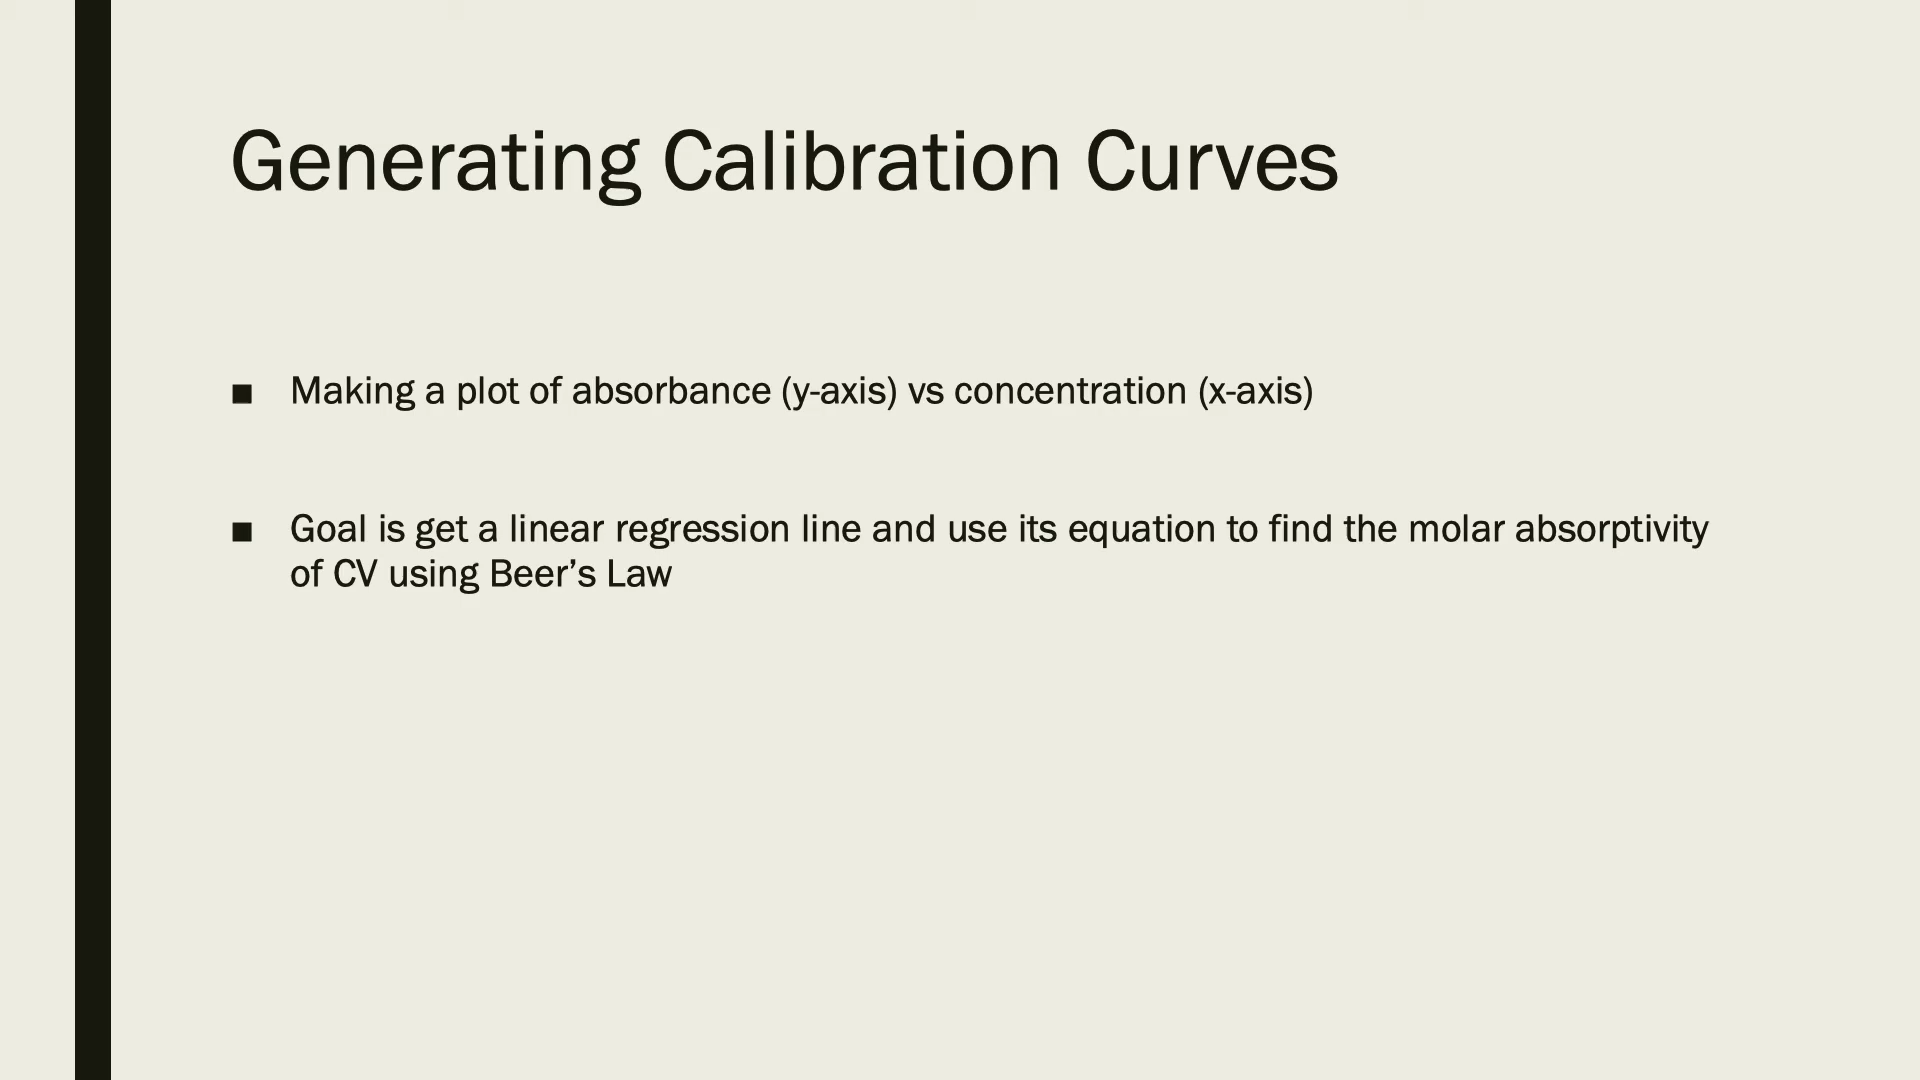 Generating Calibration Curves
■ Making a plot of absorbance (y-axis) vs concentration (x-axis)
■ Goal is get a linear regression line and use its equation to find the molar absorptivity
of CV using Beer’s Law